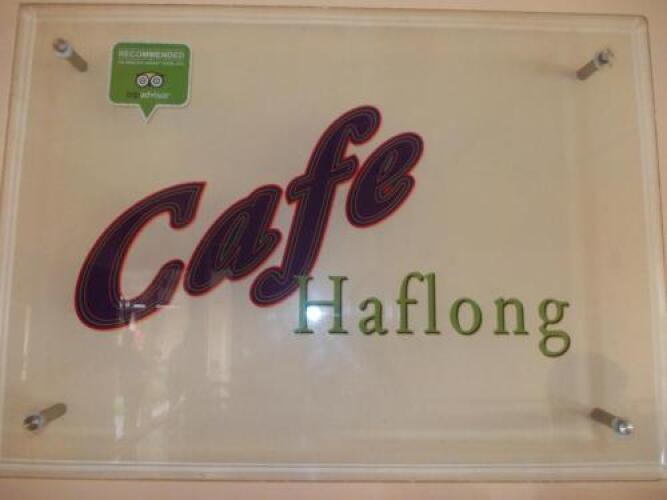 RECOMMENDED
tripadvisor
Cafe
Haflong